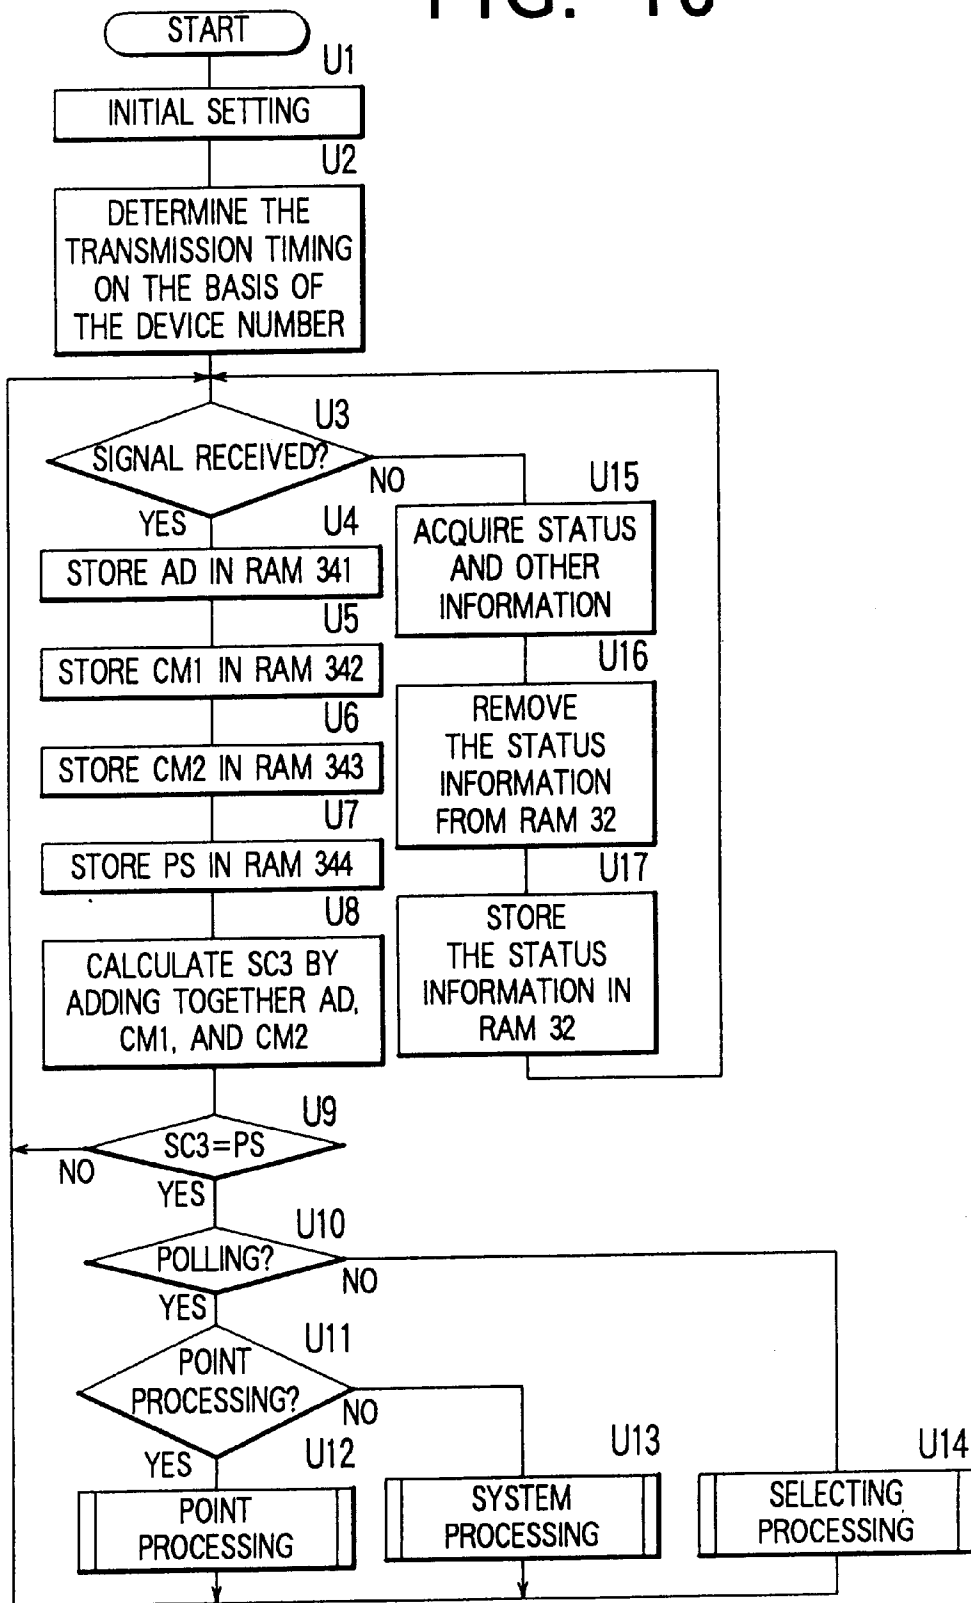 FIG. 10
START
U1
INITIAL SETTING
U2
DETERMINE THE
TRANSMISSION TIMING
ON THE BASIS OF
THE DEVICE NUMBER
U3
SIGNAL RECEIVED?
NO
YES
U4
STORE AD IN RAM 341
U5
STORE CM1 IN RAM 342
U6
STORE CM2 IN RAM 343
U7
STORE PS IN RAM 344
U8
CALCULATE SC3 BY
ADDING TOGETHER AD,
CM1, AND CM2
U15
ACQUIRE STATUS
AND OTHER
INFORMATION
U16
REMOVE
THE STATUS
INFORMATION
FROM RAM 32
U17
STORE
THE STATUS
INFORMATION IN
RAM 32
U9
SC3=PS
NO
YES
U10
POLLING?
NO
YES
U11
POINT
PROCESSING?
NO
YES
U12
POINT
PROCESSING
U13
SYSTEM
PROCESSING
U14
SELECTING
PROCESSING